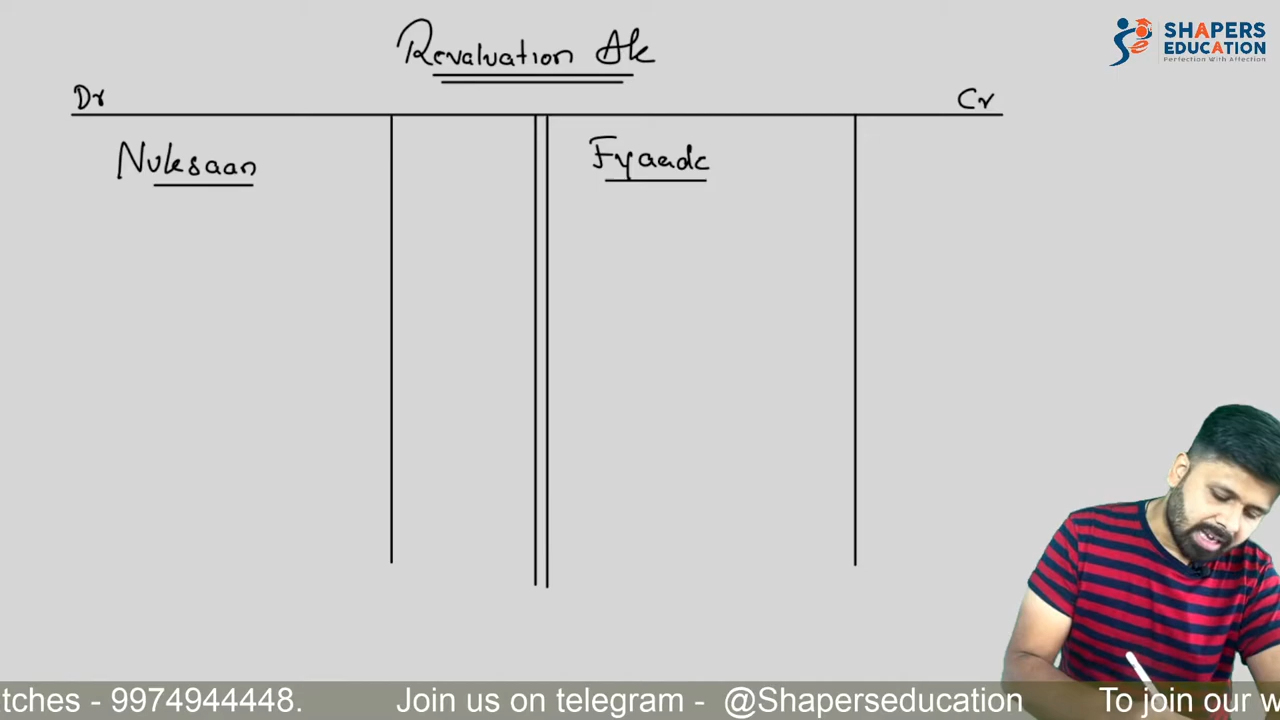 Revaluation A/c
SHAPERS
EDUCATION
Perfection With Affection
Dr
Cr
Nuksaan
Fyaade
tches - 9974944448.
Join us on telegram - @Shaperseducation
To join our w